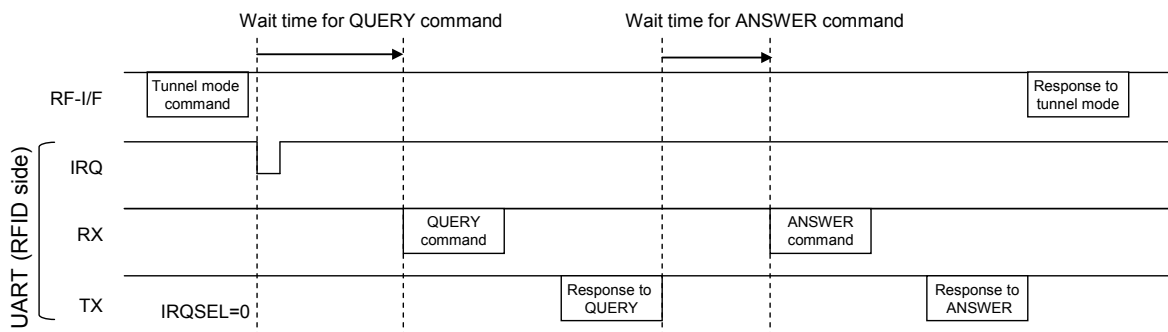 Wait time for QUERY command
Wait time for ANSWER command
RF-I/F
Tunnel mode
command
Response to
tunnel mode
UART (RFID side)
IRQ
RX
QUERY
command
ANSWER
command
TX
IRQSEL=0
Response to
QUERY
Response to
ANSWER